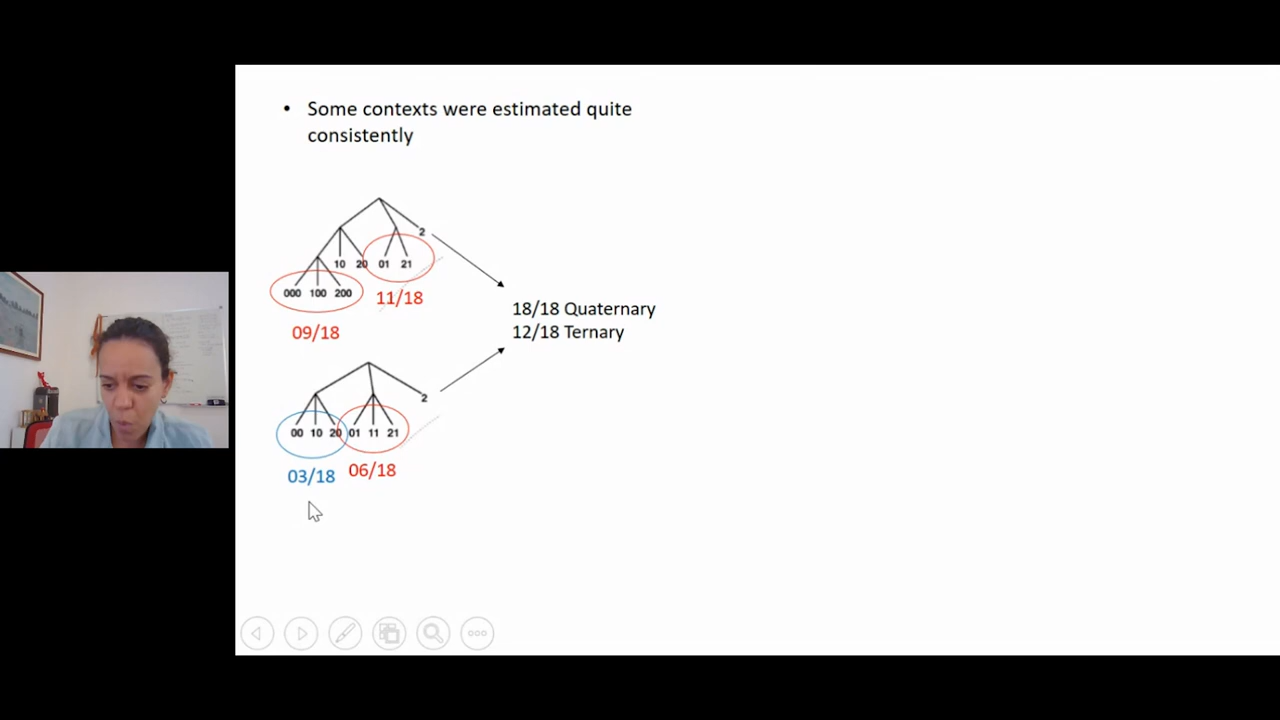 • Some contexts were estimated quite
consistently
2
10 20 01 21
000 100 200
11/18
09/18
18/18 Quaternary
12/18 Ternary
2
00 10 20 01 11 21
03/18 06/18